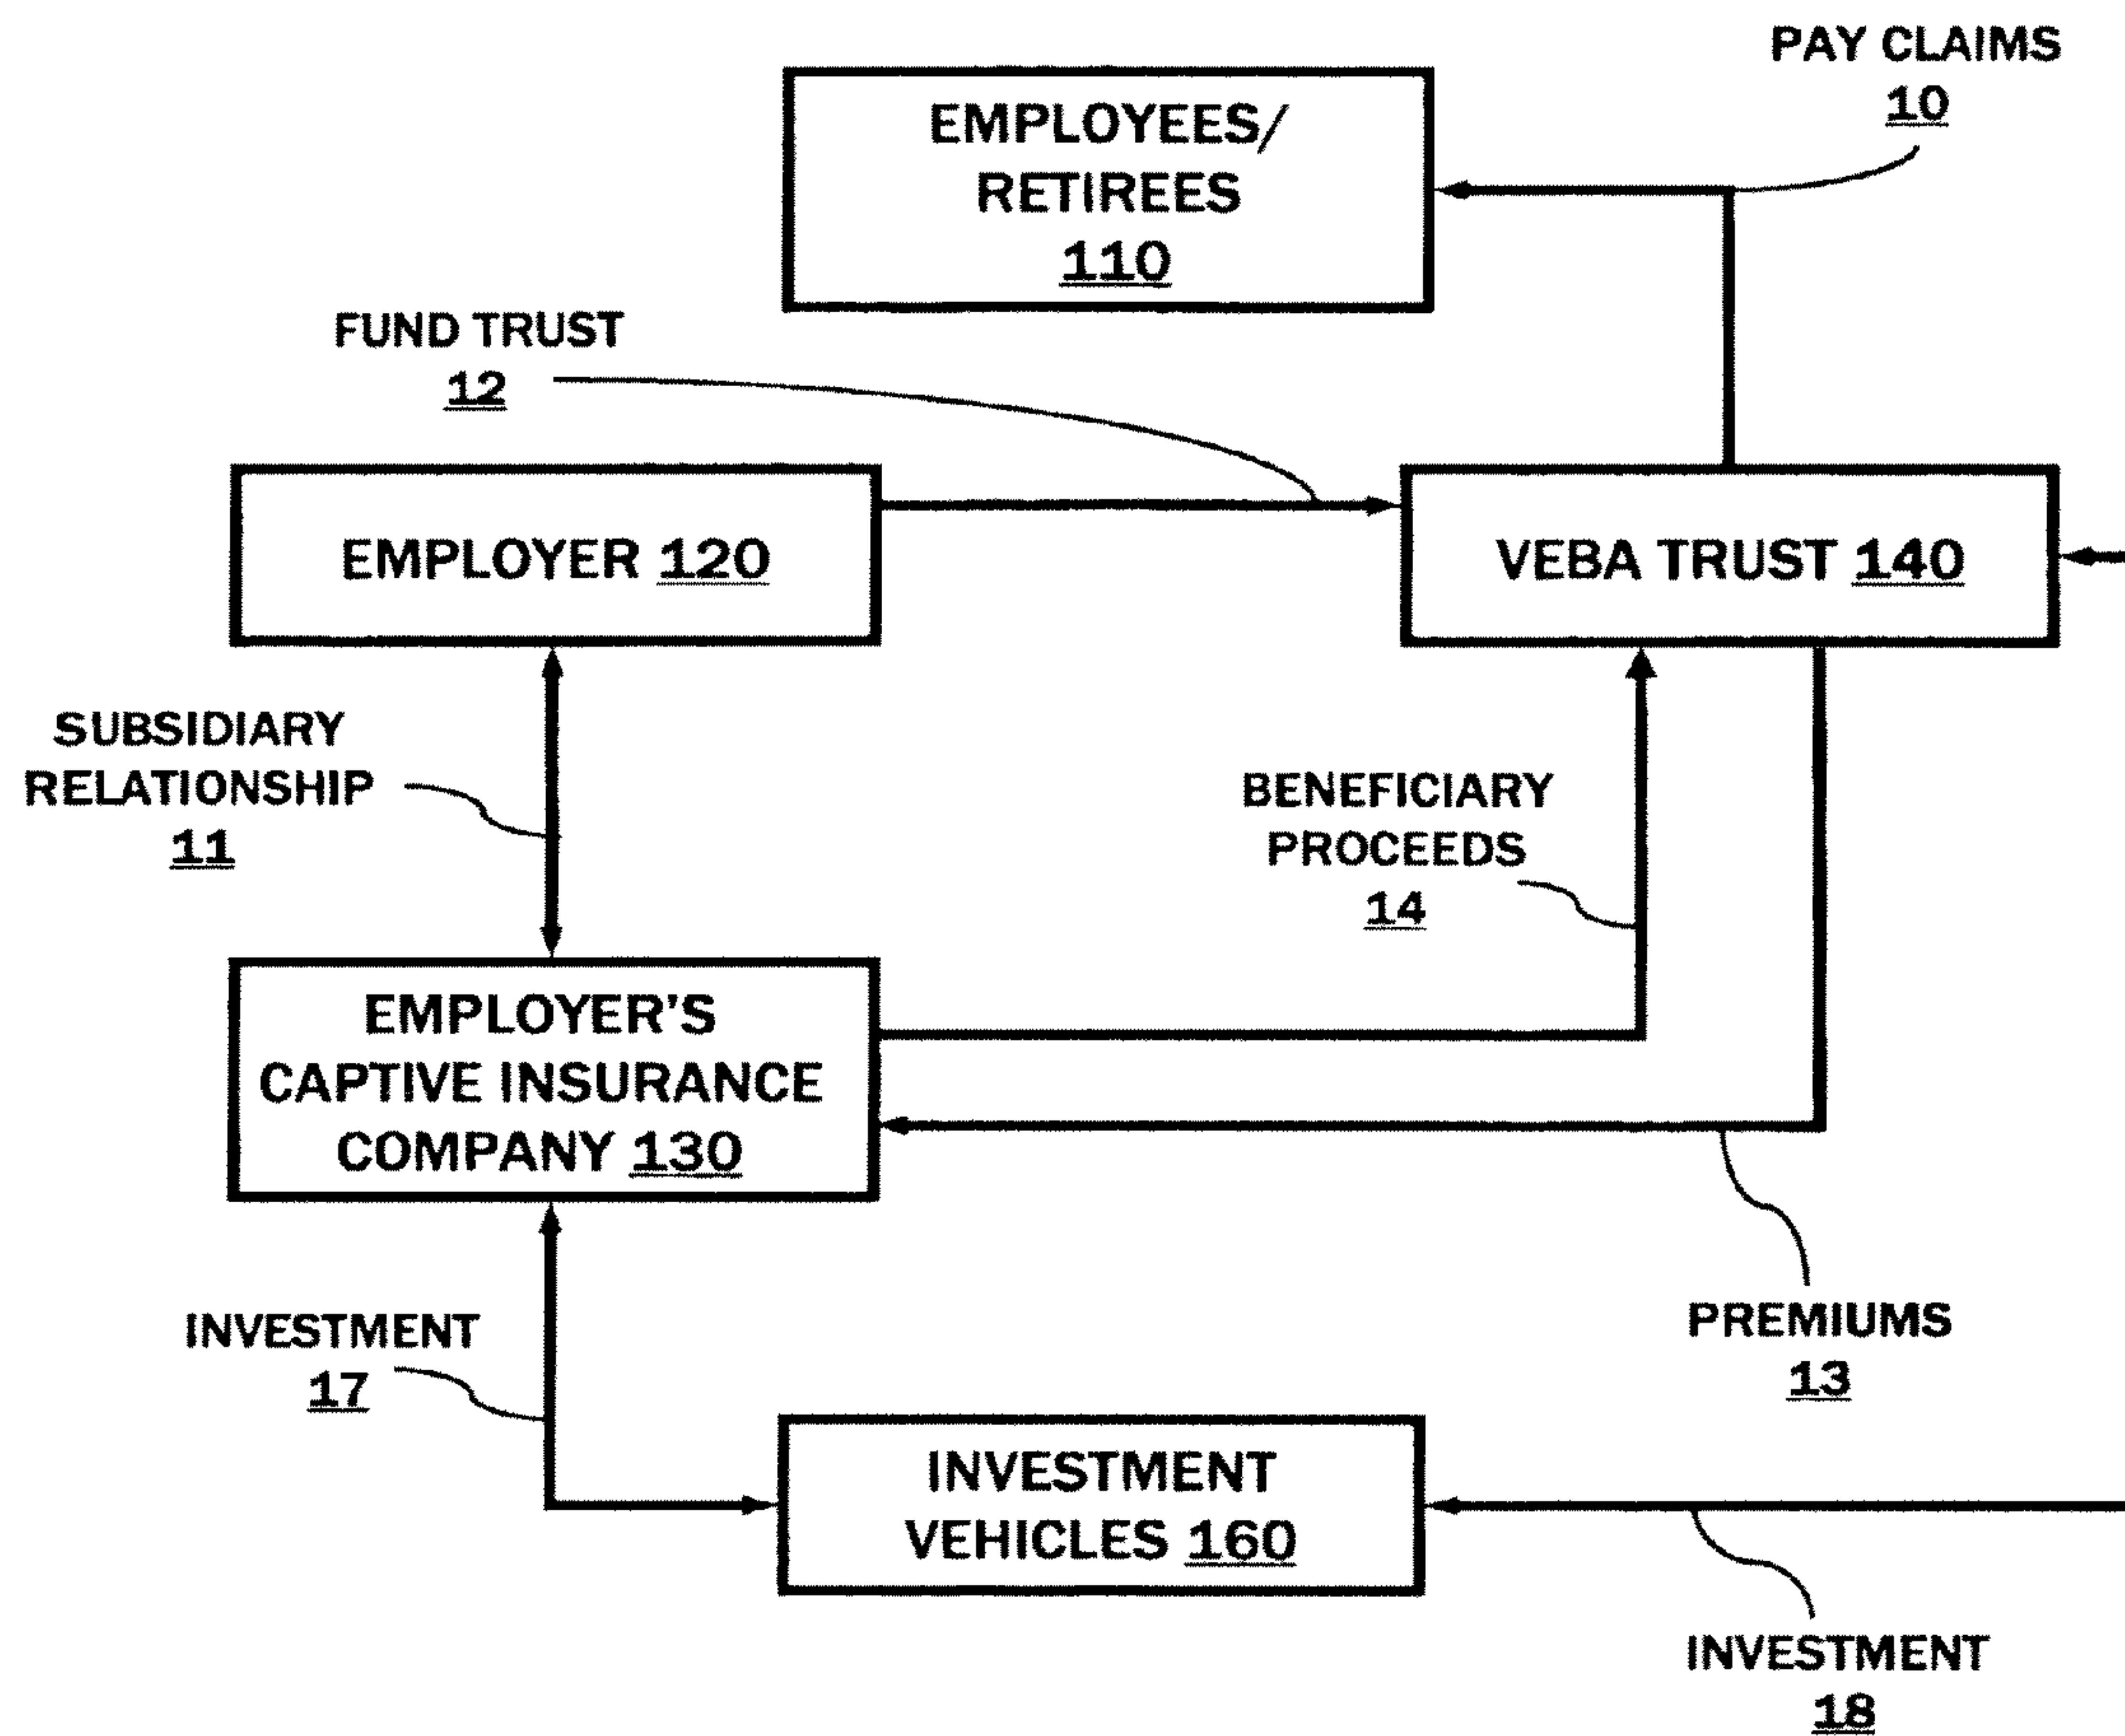 PAY CLAIMS
10
EMPLOYEES/
RETIREES
110
FUND TRUST
12
EMPLOYER 120
VEBA TRUST 140
SUBSIDIARY
RELATIONSHIP
11
BENEFICIARY
PROCEEDS
14
EMPLOYER'S
CAPTIVE INSURANCE
COMPANY 130
INVESTMENT
17
PREMIUMS
13
INVESTMENT
VEHICLES 160
INVESTMENT
18